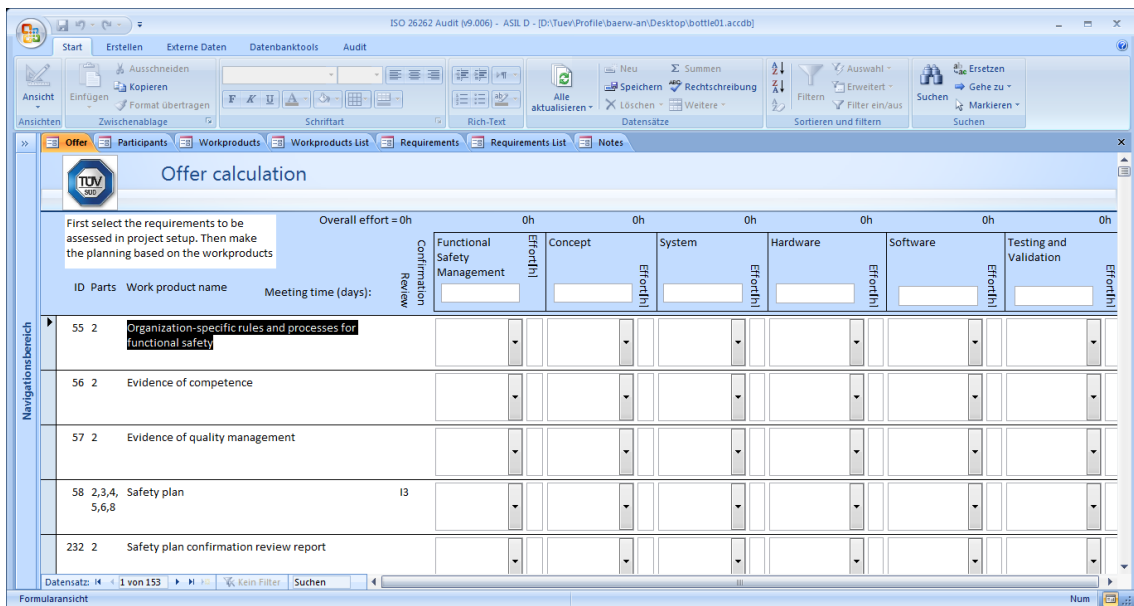 ISO 26262 Audit (v9.006) - ASIL D - [D:\Tuev\Profile\baerw-an\Desktop\bottle01.accdb]
Start Erstellen Externe Daten Datenbanktools Audit
Ansicht
Ansichten
Einfügen
Ausschneiden
Kopieren
Format übertragen
Zwischenablage
F K U A
Schriftart
ab
Rich-Text
Alle aktualisieren
Neu
Speichern
Löschen
Summen
Rechtschreibung
Weitere
Datensätze
Filtern
Auswahl
Erweitert
Filter ein/aus
Sortieren und filtern
Suchen
Ersetzen
Gehe zu
Markieren
Suchen
Offer Participants Workproducts Workproducts List Requirements Requirements List Notes
TÜV
SÜD
Offer calculation
First select the requirements to be
assessed in project setup. Then make
the planning based on the workproducts
Overall effort = 0h 0h 0h 0h 0h 0h 0h
ID Parts Work product name
Meeting time (days):
Confirmation
Review
Functional
Safety
Management
Effort[h]
Concept
Effort[h]
System
Effort[h]
Hardware
Effort[h]
Software
Effort[h]
Testing and
Validation
Effort[h]
Navigationsbereich
55 2 Organization-specific rules and processes for
functional safety
56 2 Evidence of competence
57 2 Evidence of quality management
58 2,3,4, Safety plan I3
5,6,8
232 2 Safety plan confirmation review report
Datensatz: 1 von 153 Kein Filter Suchen
Formularansicht Num